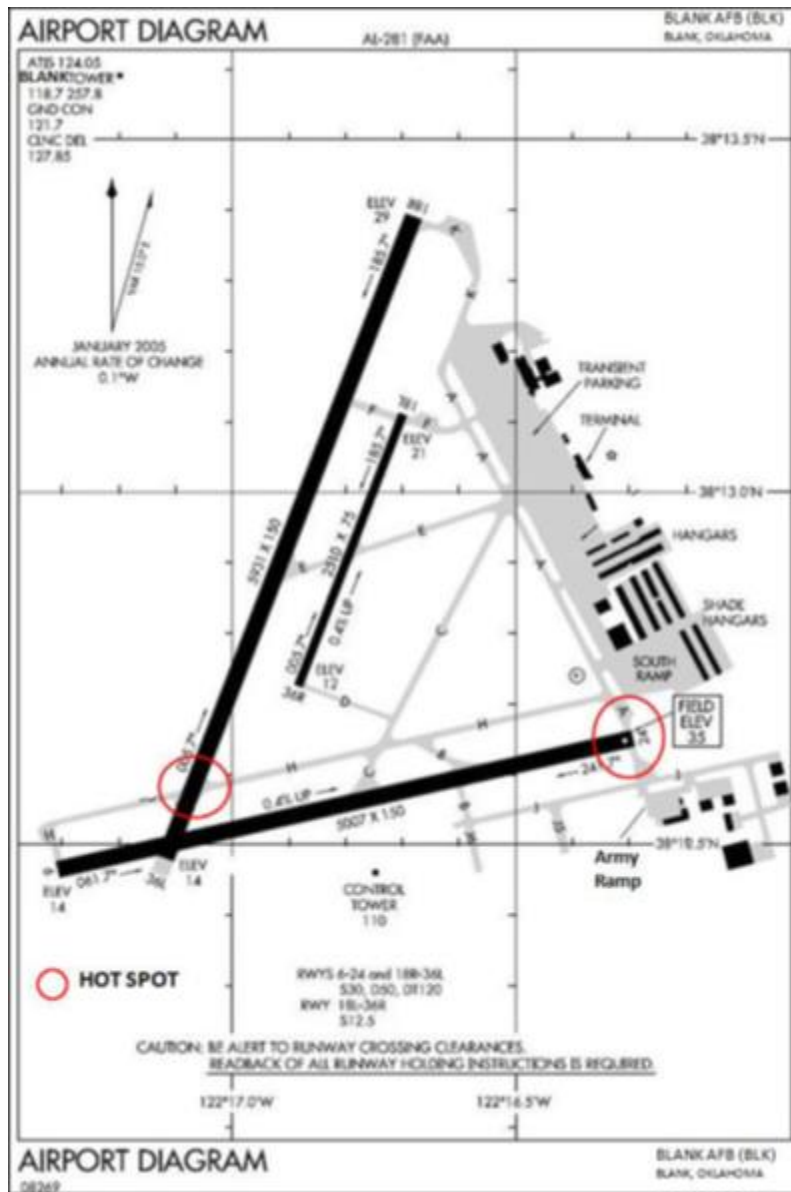 AIRPORT DIAGRAM
AL-281 (FAA)
BLANK AFB (BLK)
BLANK, OKLAHOMA
ATIS 124.05
BLANKTOWER*
118.7 257.8
GND CON
121.7
CLNC DEL
127.85
38°13.5'N
ELEV
29
18R
K
185.7°
VAR 15.0°E
K
JANUARY 2005
ANNUAL RATE OF CHANGE
0.1°W
TRANSIENT
PARKING
A
F
18L
F
ELEV
21
TERMINAL
185.7°
A
38°13.0'N
5931 X 150
2510 X 75
E
E
HANGARS
A
0.4% UP
005.7°
C
SHADE
HANGARS
ELEV
12
36R
D
SOUTH
RAMP
A
24
FIELD
ELEV
35
H
005.7°
H
B
C
0.4% UP
5007 X 150
B
J
J
H
6
061.7°
36L
ELEV
14
ELEV
14
38°12.5'N
Army
Ramp
CONTROL
TOWER
110
HOT SPOT
RWYS 6-24 and 18R-36L
S30, D50, DT120
RWY 18L-36R
S12.5
CAUTION: BE ALERT TO RUNWAY CROSSING CLEARANCES.
READBACK OF ALL RUNWAY HOLDING INSTRUCTIONS IS REQUIRED.
122°17.0'W
122°16.5'W
AIRPORT DIAGRAM
BLANK AFB (BLK)
BLANK, OKLAHOMA
08269